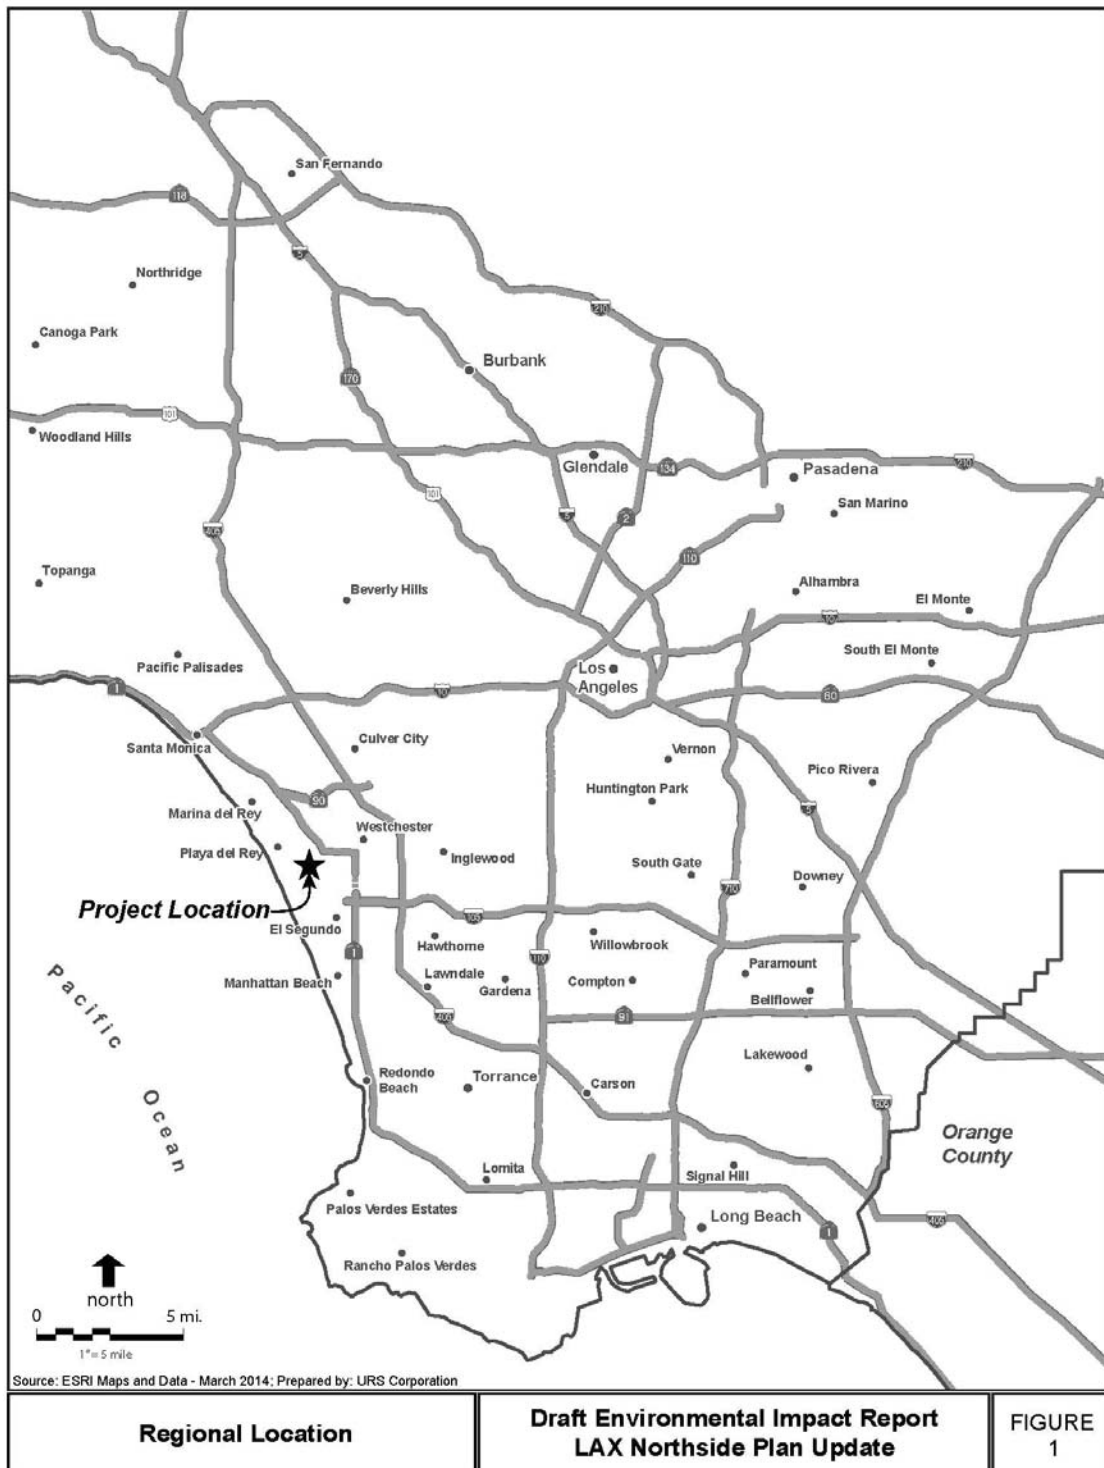 San Fernando
118
5
Northridge
210
Canoga Park
Burbank
170
101
Woodland Hills
Glendale
134
210
Pasadena
101
San Marino
405
5
2
110
Topanga
Beverly Hills
Alhambra
El Monte
10
Pacific Palisades
South El Monte
Los
Angeles
1
10
60
Santa Monica
Culver City
Vernon
Pico Rivera
Huntington Park
90
Marina del Rey
5
Westchester
Playa del Rey
Inglewood
South Gate
Downey
710
Project Location
105
El Segundo
Hawthorne
Willowbrook
1
110
Paramount
Manhattan Beach
Lawndale
Gardena
Compton
Bellflower
405
91
Pacific Ocean
Lakewood
Redondo
Beach
Torrance
Carson
605
Orange
County
Lomita
Signal Hill
Palos Verdes Estates
Long Beach
405
1
Rancho Palos Verdes
north
0 5 mi.
1"= 5 mile
Source: ESRI Maps and Data - March 2014; Prepared by: URS Corporation
Regional Location
Draft Environmental Impact Report
LAX Northside Plan Update
FIGURE
1